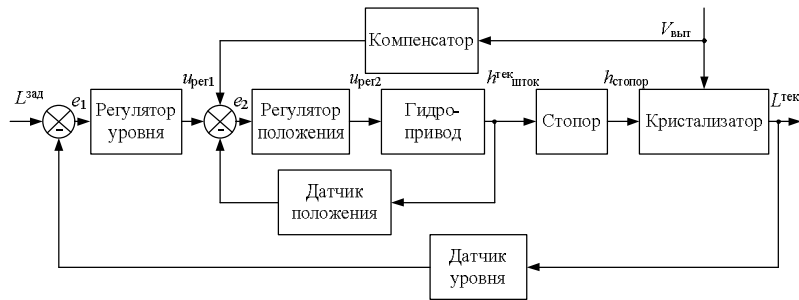 Компенсатор
Vвыт
Lзад
e1
Регулятор
уровня
uрег1
e2
Регулятор
положения
uрег2
Гидро-
привод
hтекшток
Стопор
hстопор
Кристализатор
Lтек
-
-
Датчик
положения
Датчик
уровня